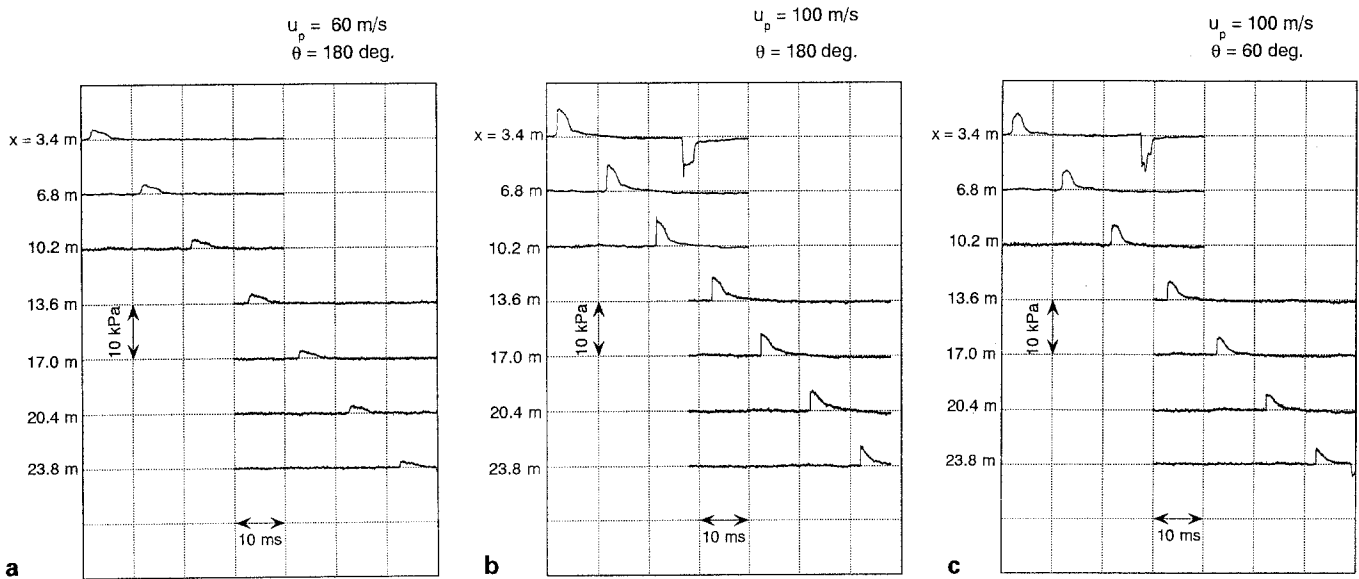 u_p = 60 m/s
θ = 180 deg.
x = 3.4 m
6.8 m
10.2 m
13.6 m
10 kPa
17.0 m
20.4 m
23.8 m
10 ms
a
u_p = 100 m/s
θ = 180 deg.
x = 3.4 m
6.8 m
10.2 m
13.6 m
10 kPa
17.0 m
20.4 m
23.8 m
10 ms
b
u_p = 100 m/s
θ = 60 deg.
x = 3.4 m
6.8 m
10.2 m
13.6 m
10 kPa
17.0 m
20.4 m
23.8 m
10 ms
c